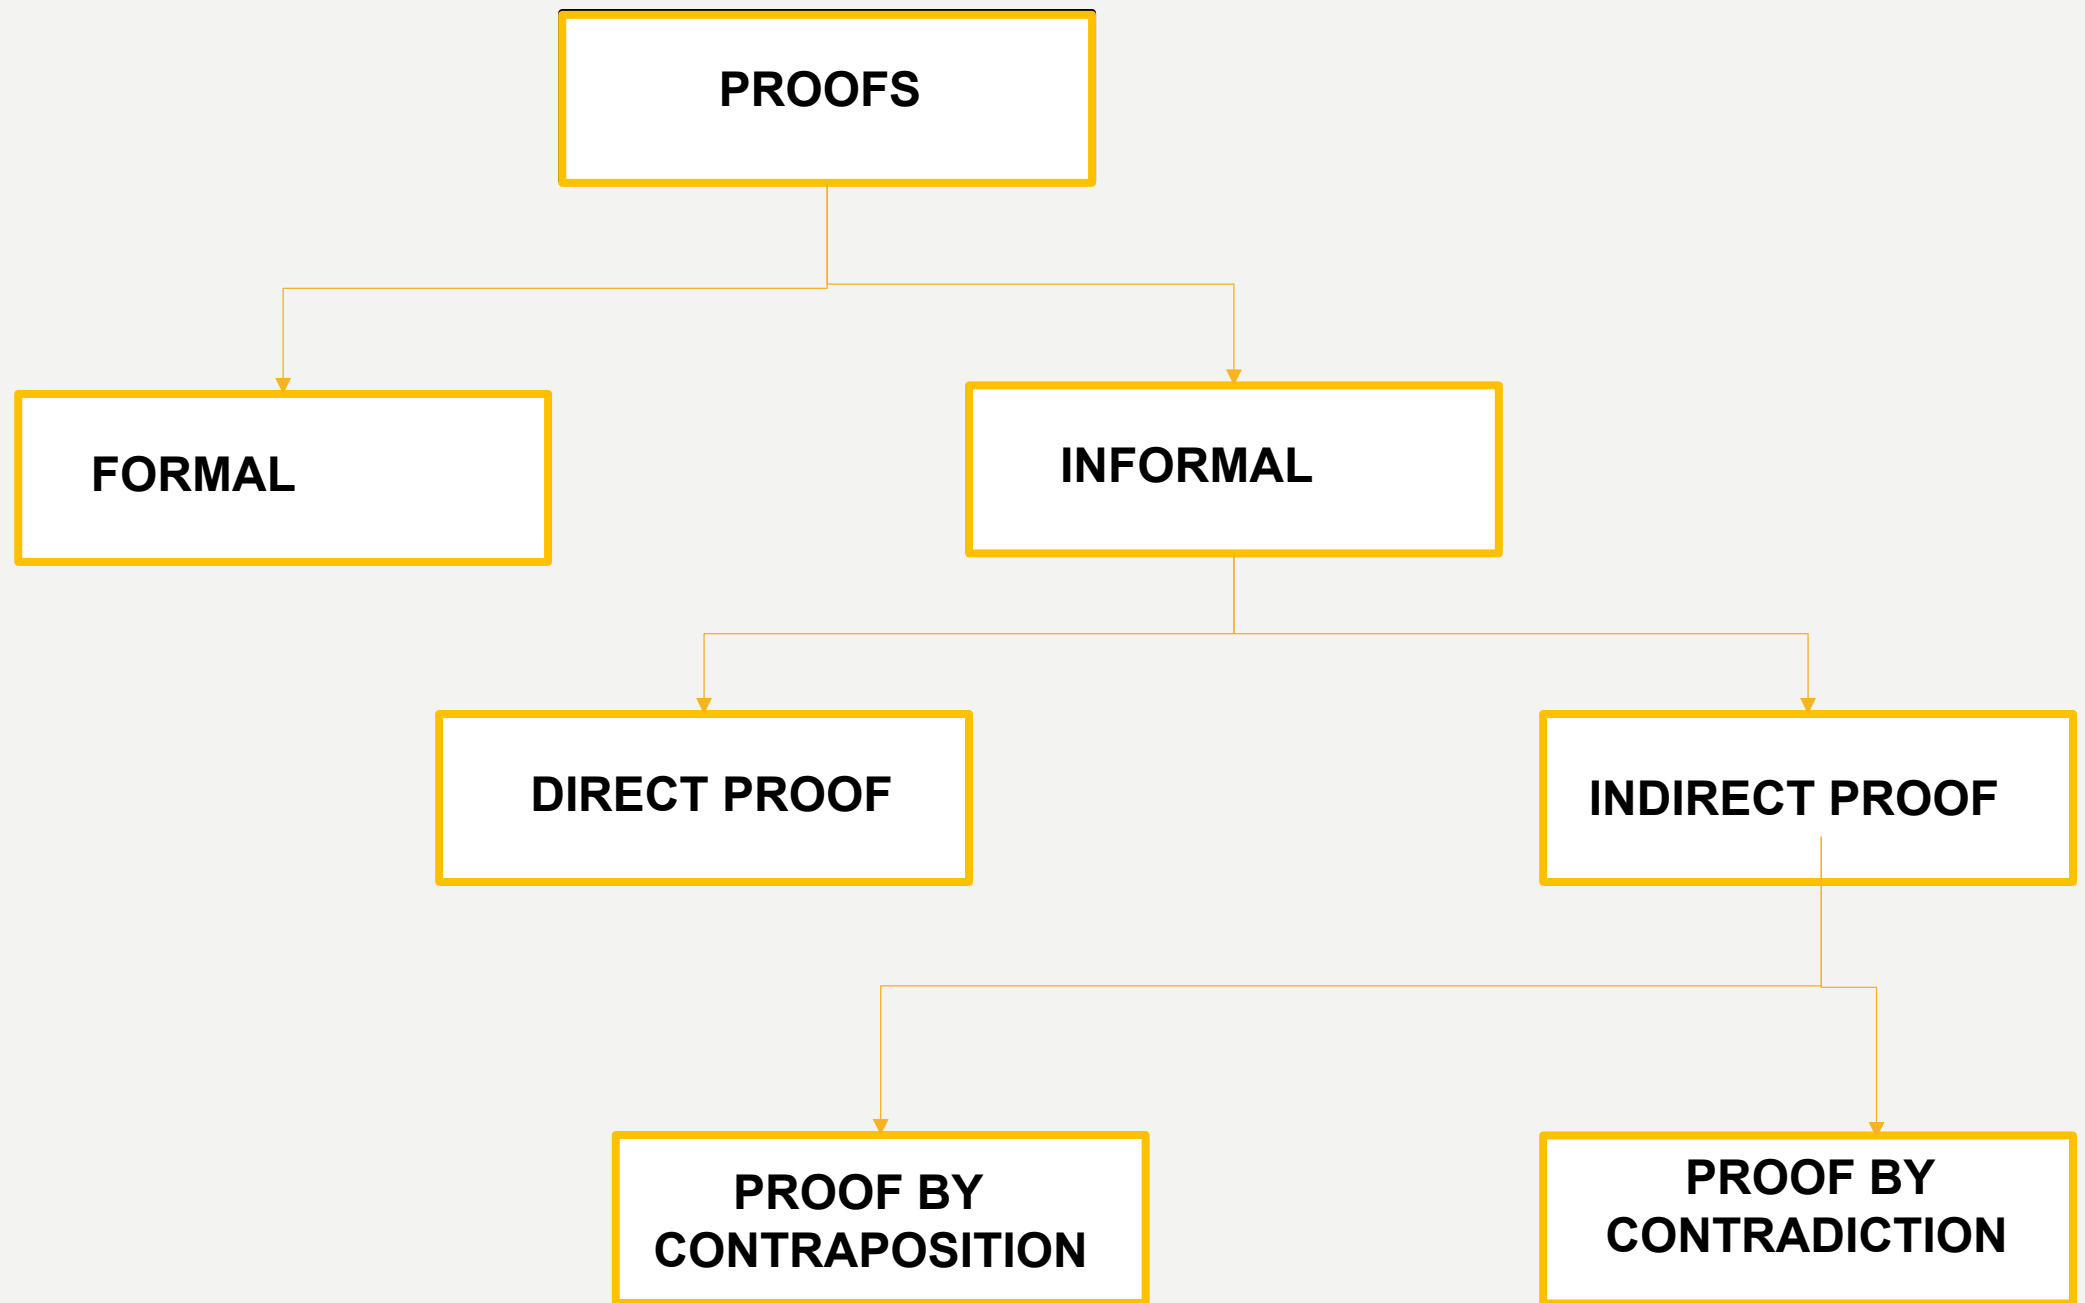 PROOFS
FORMAL
INFORMAL
DIRECT PROOF
INDIRECT PROOF
PROOF BY
CONTRAPOSITION
PROOF BY
CONTRADICTION